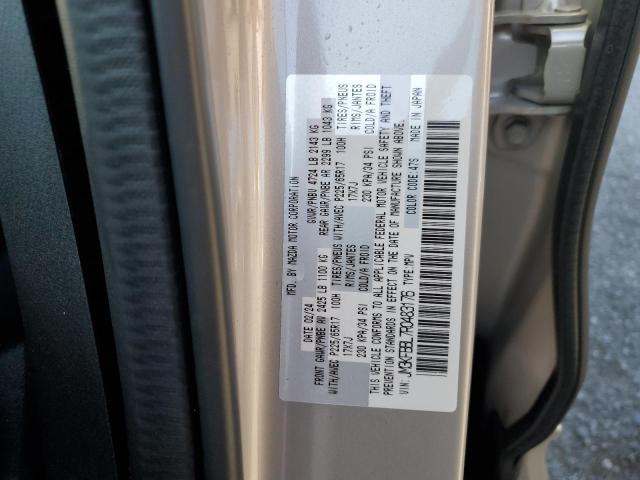 MFD. BY MAZDA MOTOR CORPORATION
DATE 02/24 GVWR/PNBV 4724 LB 2143 KG
FRONT GAWR/PNBE AV 2425 LB 1100 KG REAR GAWR/PNBE AR 2299 LB 1043 KG
WITH/AVEC P225/65R17 100H TIRES/PNEUS WITH/AVEC P225/65R17 100H TIRES/PNEUS
17X7J RIMS/JANTES 17X7J RIMS/JANTES
230 KPA/34 PSI COLD/A FROID 230 KPA/34 PSI COLD/A FROID
THIS VEHICLE CONFORMS TO ALL APPLICABLE FEDERAL MOTOR VEHICLE SAFETY AND THEFT
PREVENTION STANDARDS IN EFFECT ON THE DATE OF MANUFACTURE SHOWN ABOVE.
VIN: JM3KFBBL7R0483176 TYPE:MPV COLOR CODE:47S MADE IN JAPAN